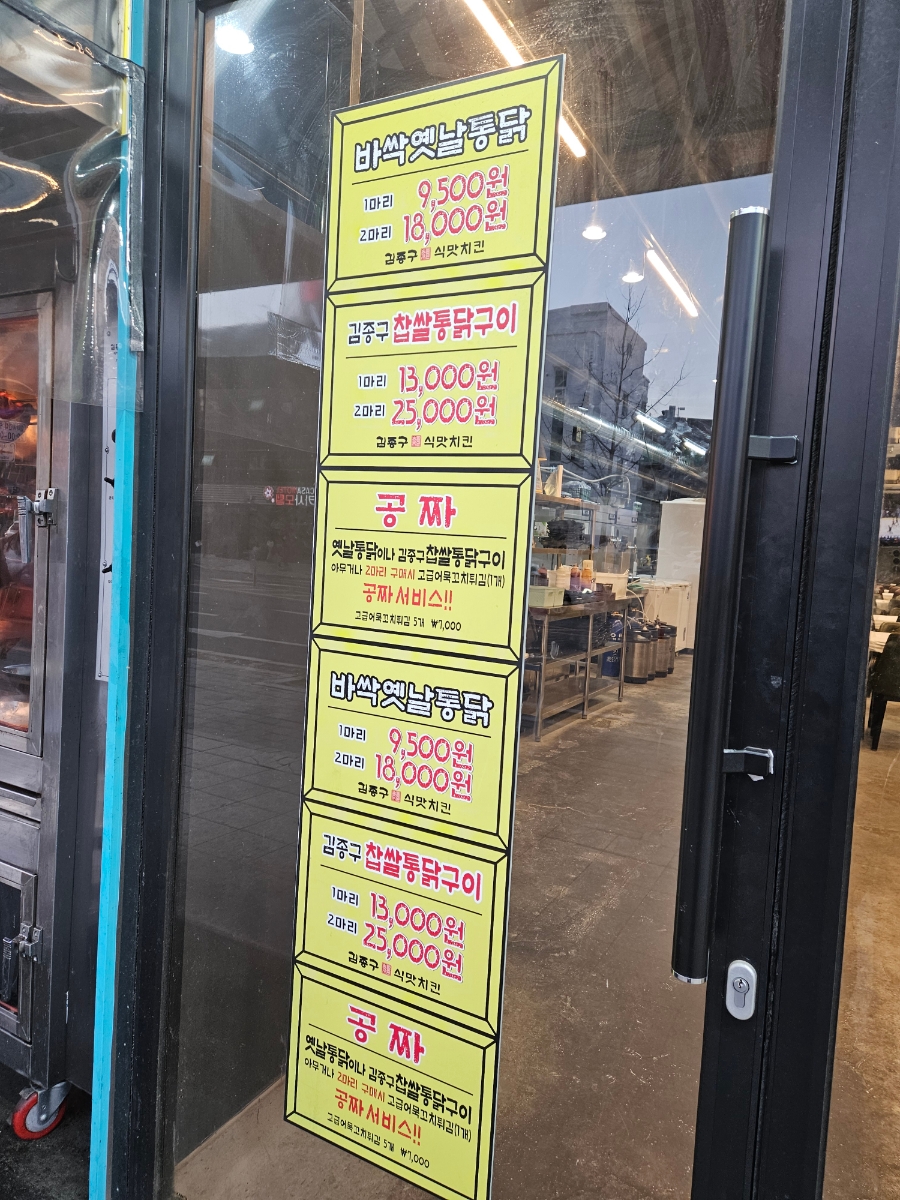 바싹옛날통닭
1마리 9,500원
2마리 18,000원
김종구 식맛치킨
김종구 찹쌀통닭구이
1마리 13,000원
2마리 25,000원
김종구 식맛치킨
공짜
옛날통닭이나 김종구찹쌀통닭구이
아무거나 2마리 구매시 고급어묵꼬치튀김(1개)
공짜 서비스!!
고급어묵꼬치튀김 5개 ₩7,000
바싹옛날통닭
1마리 9,500원
2마리 18,000원
김종구 식맛치킨
김종구 찹쌀통닭구이
1마리 13,000원
2마리 25,000원
김종구 식맛치킨
공짜
옛날통닭이나 김종구찹쌀통닭구이
아무거나 2마리 구매시 고급어묵꼬치튀김(1개)
공짜 서비스!!
고급어묵꼬치튀김 5개 ₩7,000